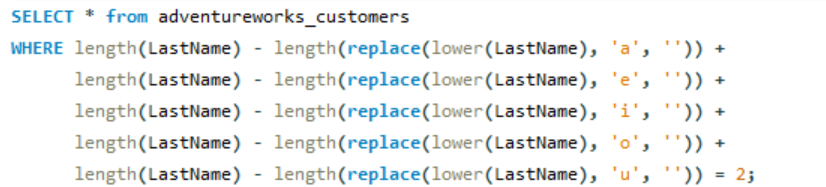 SELECT * from adventureworks_customers
WHERE length(LastName) - length(replace(lower(LastName), 'a', '')) +
length(LastName) - length(replace(lower(LastName), 'e', '')) +
length(LastName) - length(replace(lower(LastName), 'i', '')) +
length(LastName) - length(replace(lower(LastName), 'o', '')) +
length(LastName) - length(replace(lower(LastName), 'u', '')) = 2;